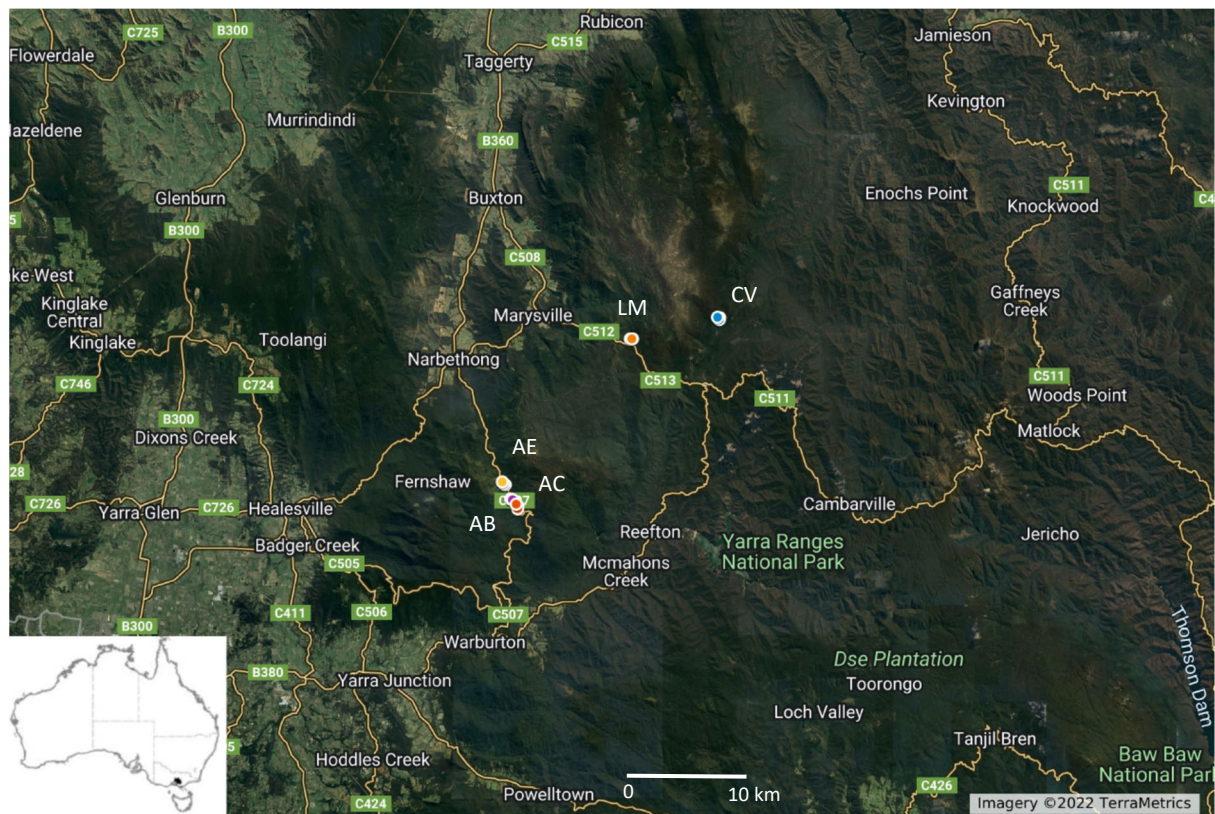 Rubicon
C725
B300
C515
Jamieson
Flowerdale
Taggerty
Kevington
Murrindindi
B360
C511
Enochs Point
Glenburn
Buxton
Knockwood
B300
C508
Kinglake
Central
Gaffneys
Creek
CV
LM
Marysville
C512
Toolangi
Kinglake
Narbethong
C513
C746
C724
C511
C511
Woods Point
B300
Matlock
Dixons Creek
AE
28
Fernshaw
AC
C726
C726
Yarra Glen
Healesville
Cambarville
AB
Reefton
Jericho
Badger Creek
Yarra Ranges
National Park
C505
Mcmahons
Creek
C411
C506
C507
B300
Warburton
Thomson Dam
Dse Plantation
B380
Yarra Junction
Toorongo
Loch Valley
Tanjil Bren
Hoddles Creek
Baw Baw
C426
Powelltown
C424
0
10 km
Imagery ©2022 TerraMetrics